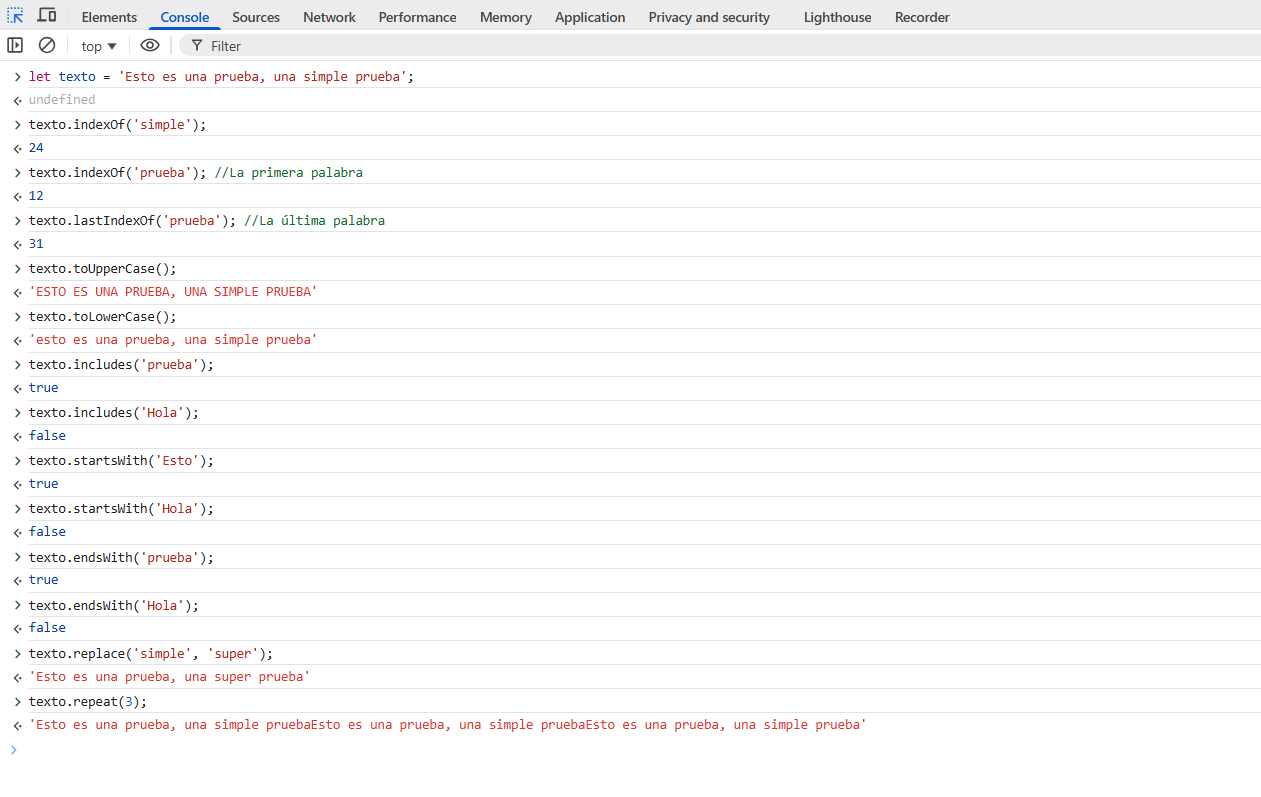 Elements Console Sources Network Performance Memory Application Privacy and security Lighthouse Recorder
top Filter
let texto = 'Esto es una prueba, una simple prueba';
undefined
texto.indexOf('simple');
24
texto.indexOf('prueba'); //La primera palabra
12
texto.lastIndexOf('prueba'); //La última palabra
31
texto.toUpperCase();
'ESTO ES UNA PRUEBA, UNA SIMPLE PRUEBA'
texto.toLowerCase();
'esto es una prueba, una simple prueba'
texto.includes('prueba');
true
texto.includes('Hola');
false
texto.startsWith('Esto');
true
texto.startsWith('Hola');
false
texto.endsWith('prueba');
true
texto.endsWith('Hola');
false
texto.replace('simple', 'super');
'Esto es una prueba, una super prueba'
texto.repeat(3);
'Esto es una prueba, una simple pruebaEsto es una prueba, una simple pruebaEsto es una prueba, una simple prueba'